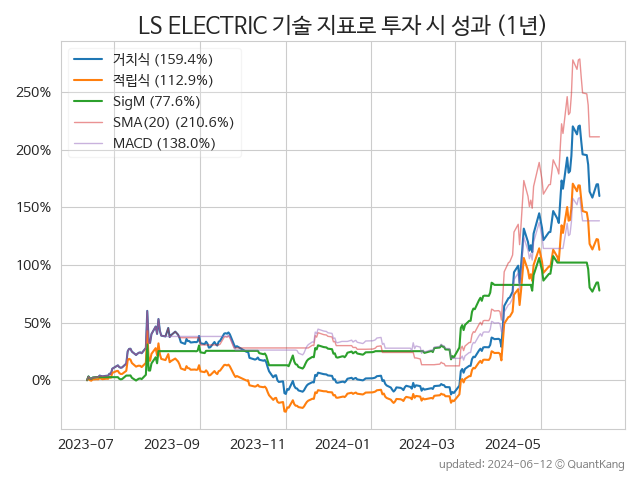 LS ELECTRIC 기술 지표로 투자 시 성과 (1년)
거치식 (159.4%)
적립식 (112.9%)
SigM (77.6%)
SMA(20) (210.6%)
MACD (138.0%)
250%
200%
150%
100%
50%
0%
2023-07 2023-09 2023-11 2024-01 2024-03 2024-05
updated: 2024-06-12 © QuantKang